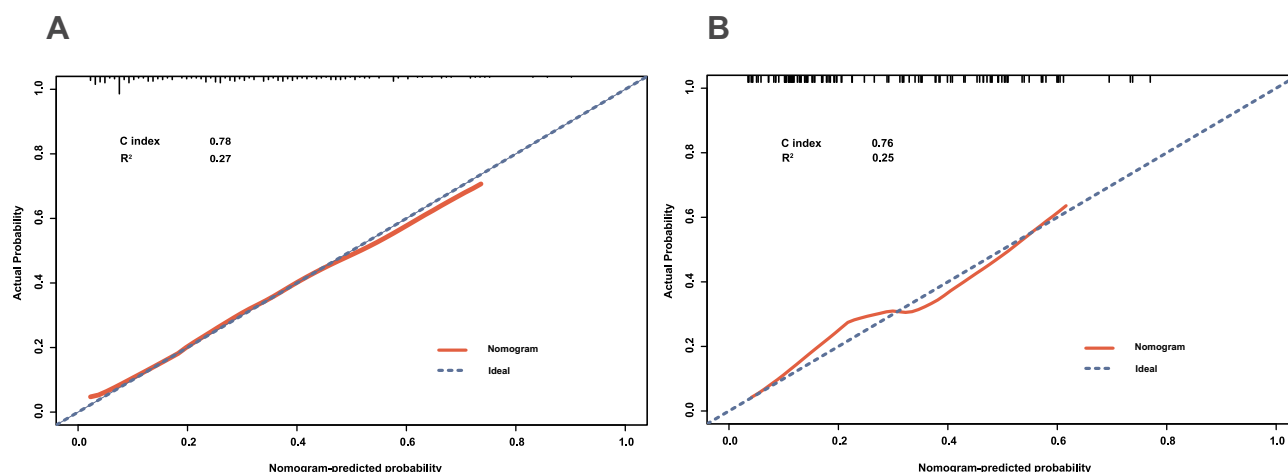 A
1.0
0.8
0.6
0.4
0.2
0.0
Actual Probability
C index 0.78
R² 0.27
Nomogram
Ideal
0.0 0.2 0.4 0.6 0.8 1.0
Nomogram-predicted probability
B
1.0
0.8
0.6
0.4
0.2
0.0
Actual Probability
C index 0.76
R² 0.25
Nomogram
Ideal
0.0 0.2 0.4 0.6 0.8 1.0
Nomogram-predicted probability